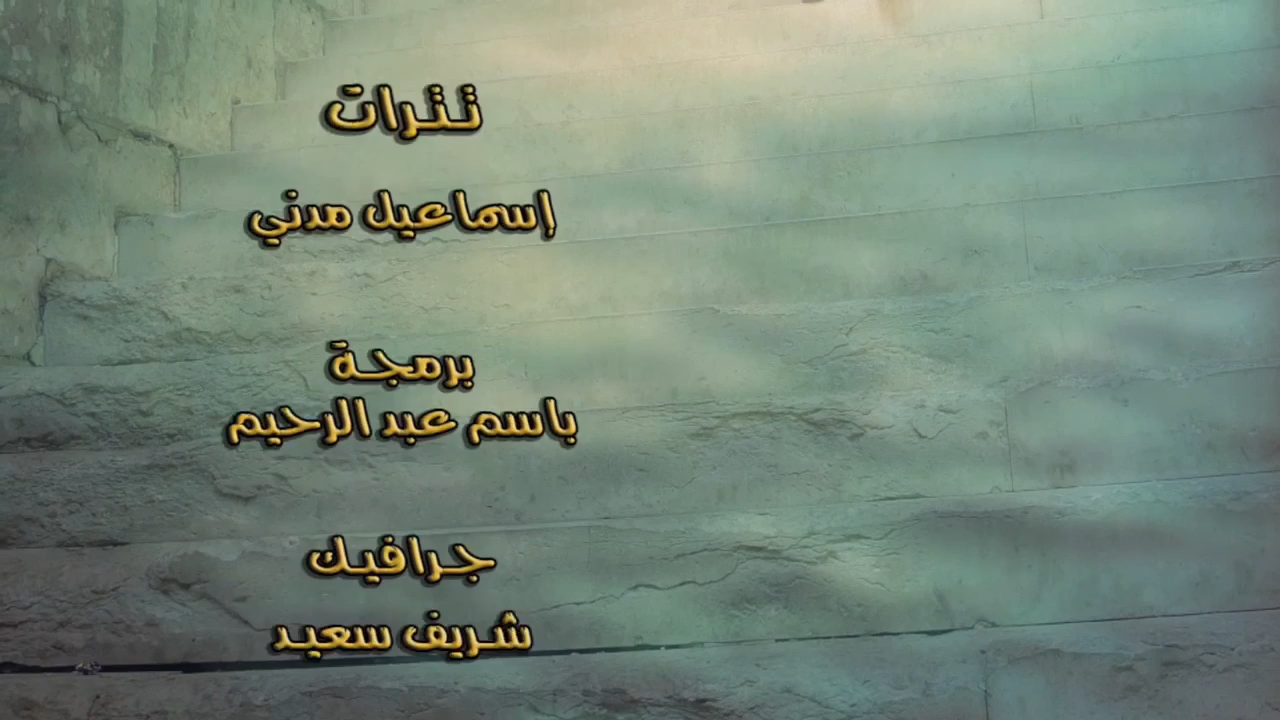 تترات
إسماعيل مدني
برمجة
باسم عبد الرحيم
جرافيك
شريف سعيد